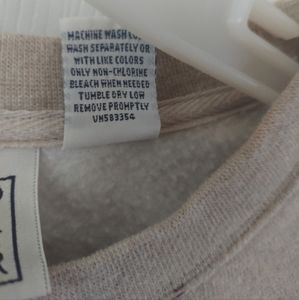 MACHINE WASH
WASH SEPARATELY OR
WITH LIKE COLORS
ONLY NON-CHLORINE
BLEACH WHEN NEEDED
TUMBLE DRY LOW
REMOVE PROMPTLY
VN583354
R